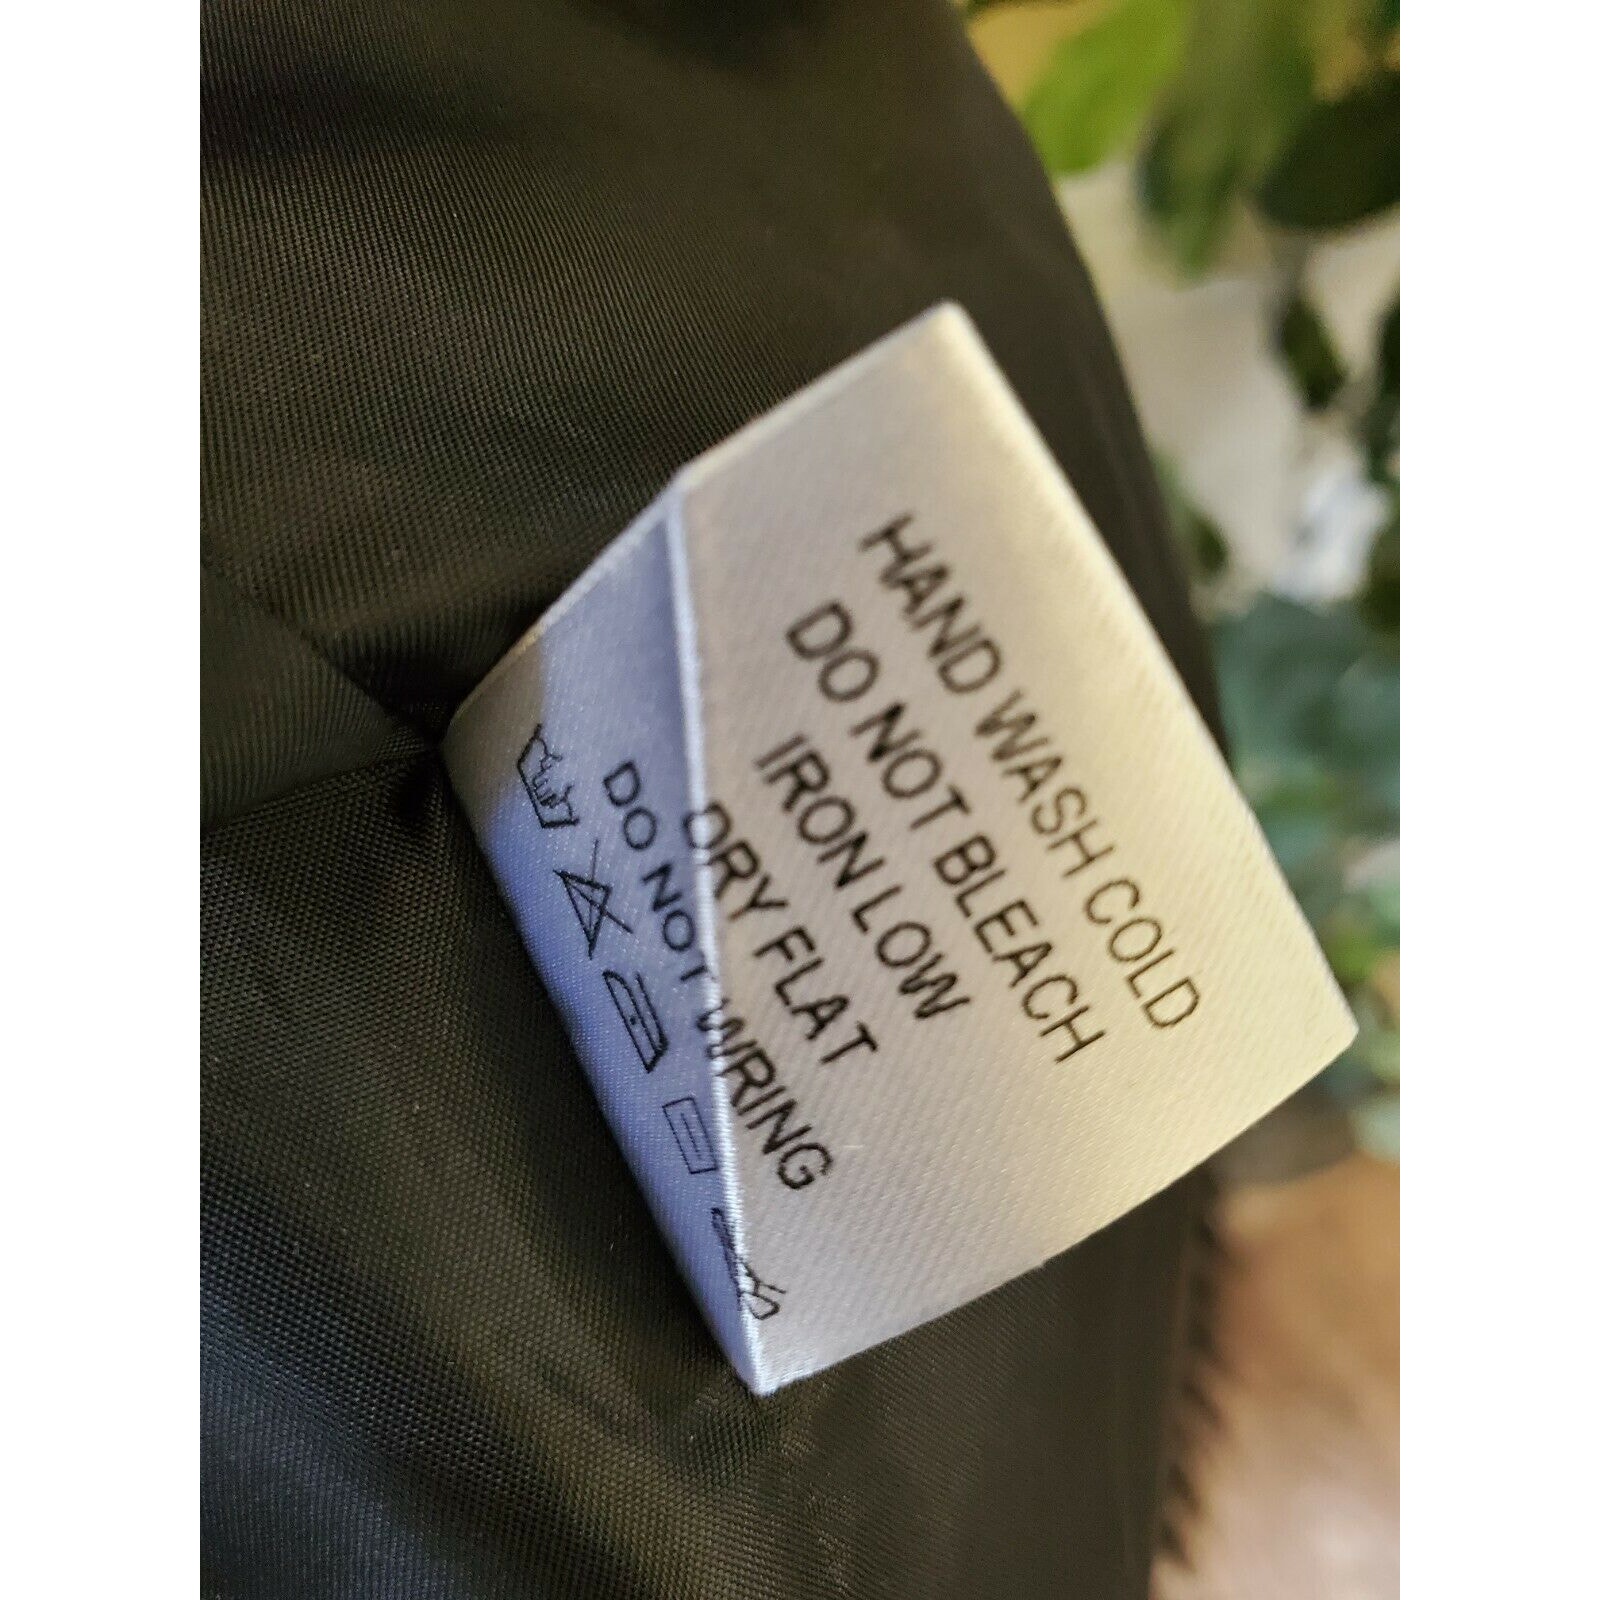 HAND WASH COLD
DO NOT BLEACH
IRON LOW
DRY FLAT
DO NOT WRING